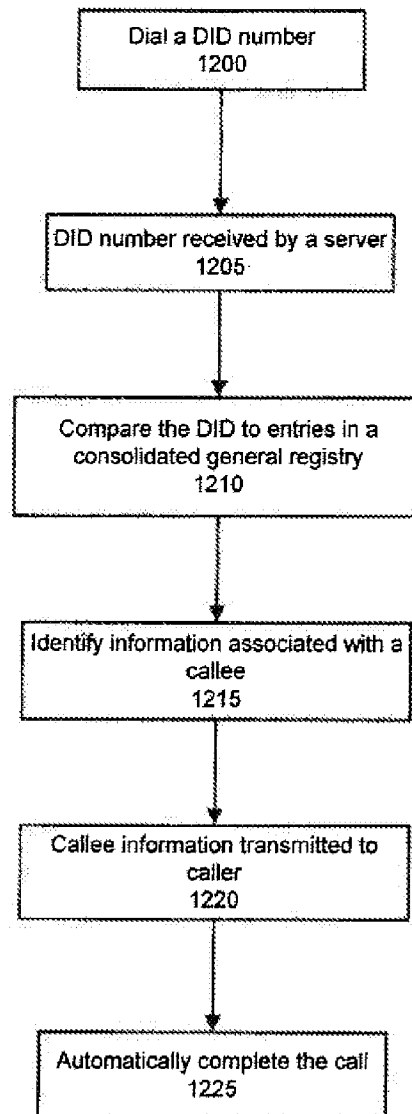 Dial a DID number
1200
DID number received by a server
1205
Compare the DID to entries in a
consolidated general registry
1210
Identify information associated with a
callee
1215
Callee information transmitted to
caller
1220
Automatically complete the call
1225